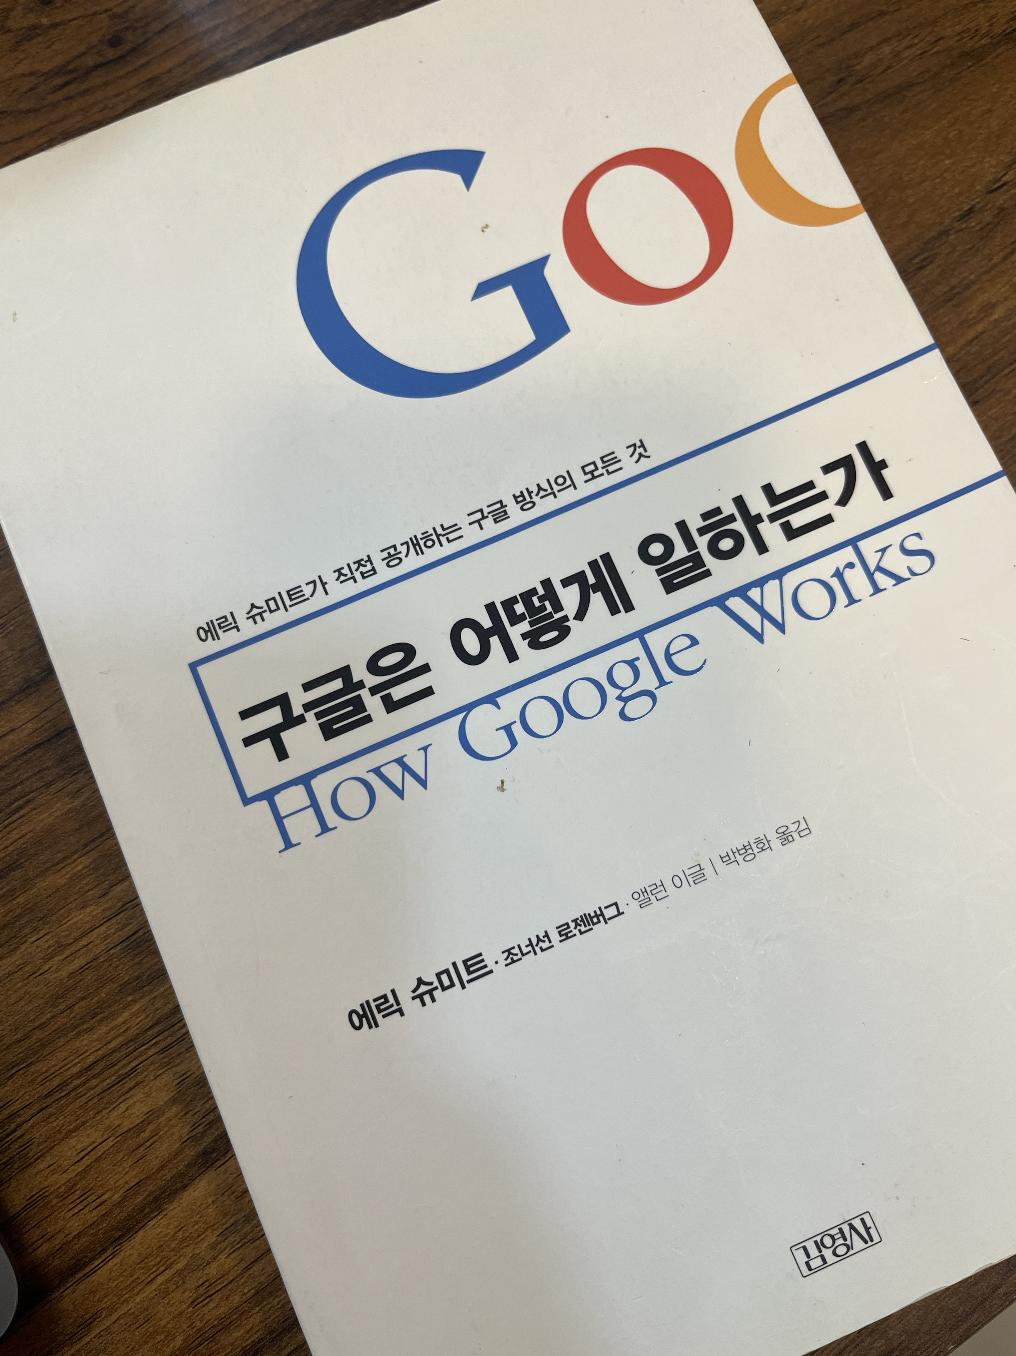 Goo
에릭 슈미트가 직접 공개하는 구글 방식의 모든 것
구글은 어떻게 일하는가
How Google Works
에릭 슈미트 · 조너선 로젠버그 · 앨런 이글 | 박병화 옮김
김영사